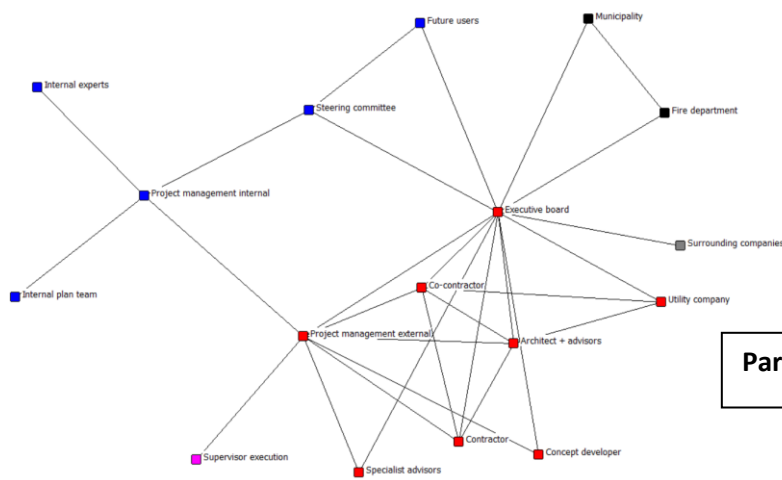 Future users
Municipality
Internal experts
Steering committee
Fire department
Project management internal
Executive board
Surrounding companies
Co-contractor
Internal plan team
Utility company
Project management external
Architect + advisors
Par
Contractor
Supervisor execution
Concept developer
Specialist advisors